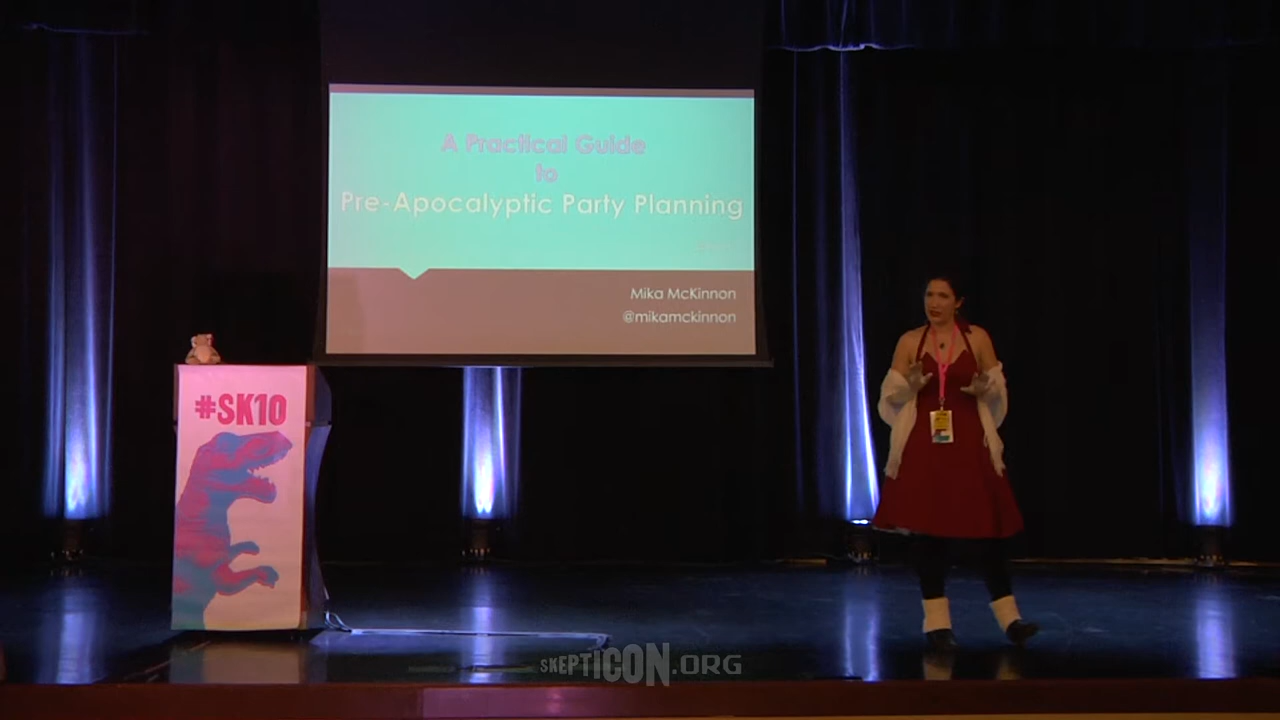 A Practical Guide
to
Pre-Apocalyptic Party Planning
Mika McKinnon
@mikamckinnon
#SK10
SKEPTICON.ORG